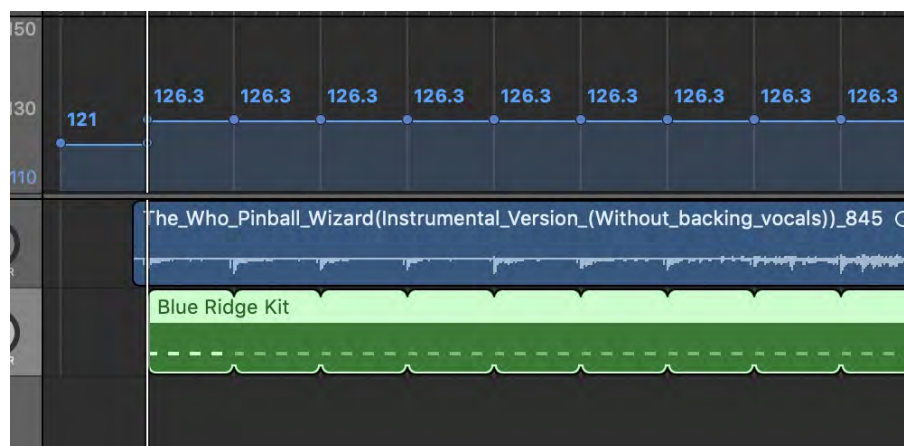 150
126.3 126.3 126.3 126.3 126.3 126.3 126.3 126.3 126.3
130
121
110
The_Who_Pinball_Wizard(Instrumental_Version_(Without_backing_vocals))_845
R
Blue Ridge Kit
R